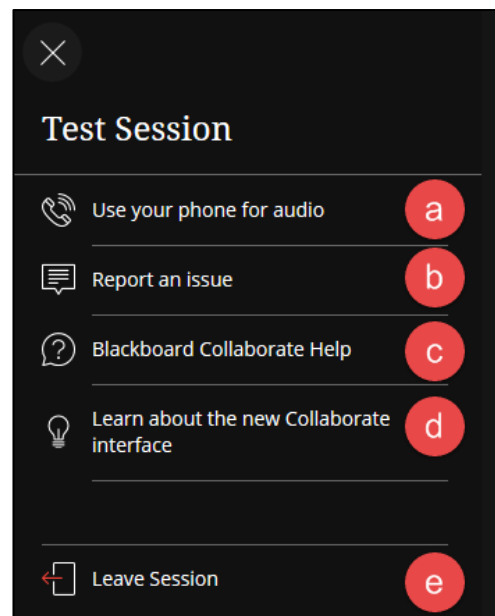 Test Session
Use your phone for audio a
Report an issue b
Blackboard Collaborate Help c
Learn about the new Collaborate d
interface
Leave Session e